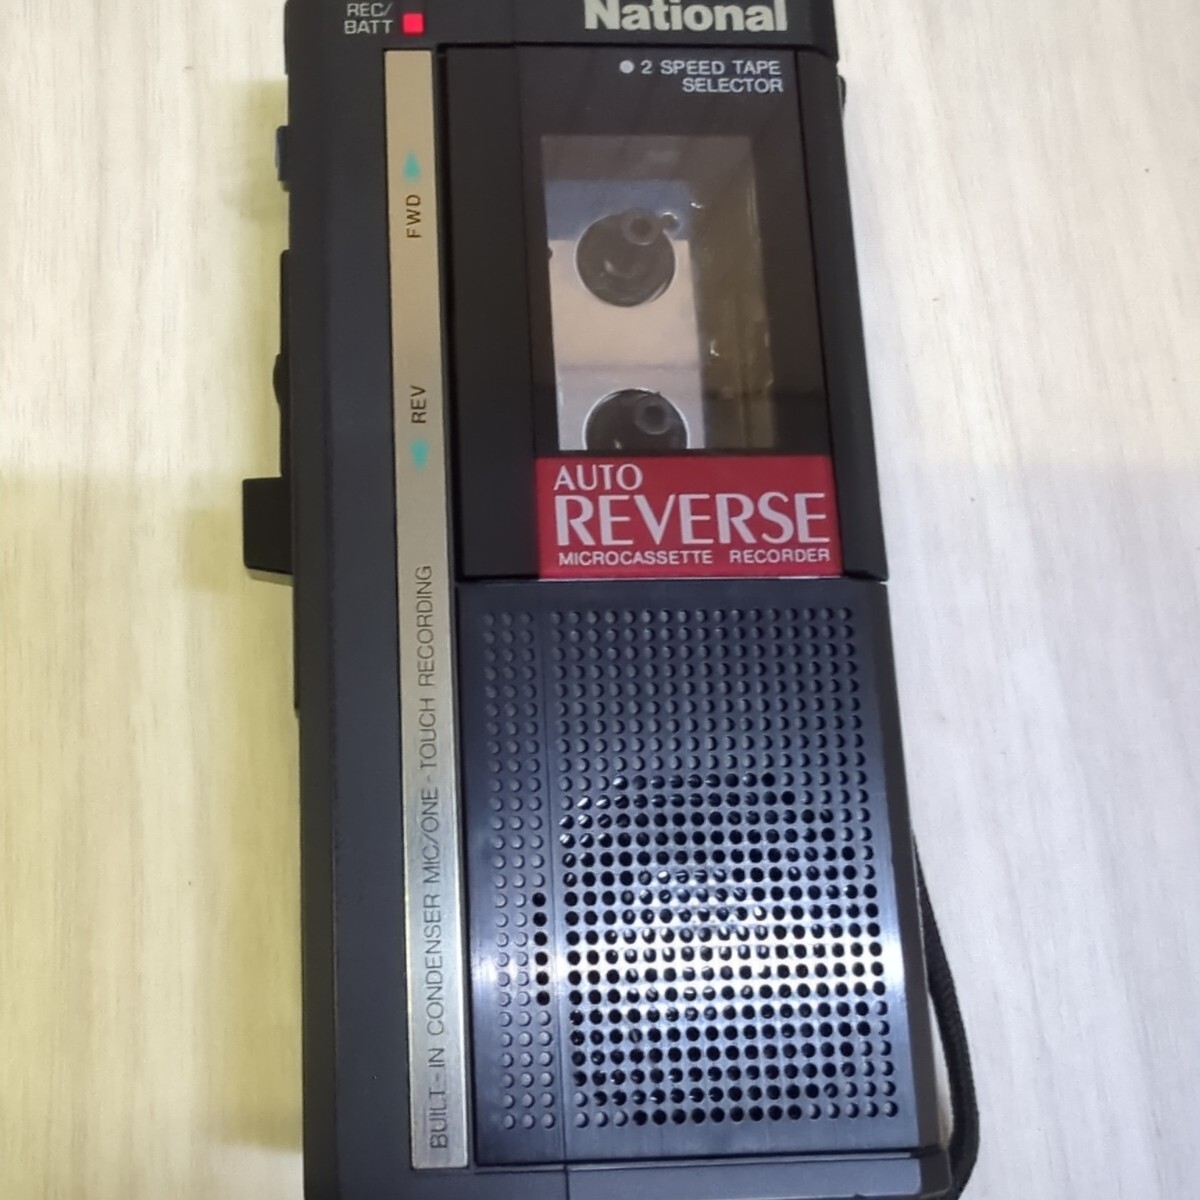 REC/
BATT
National
● 2 SPEED TAPE
SELECTOR
FWD
REV
AUTO
REVERSE
MICROCASSETTE RECORDER
BUILT-IN CONDENSER MIC/ONE-TOUCH RECORDING